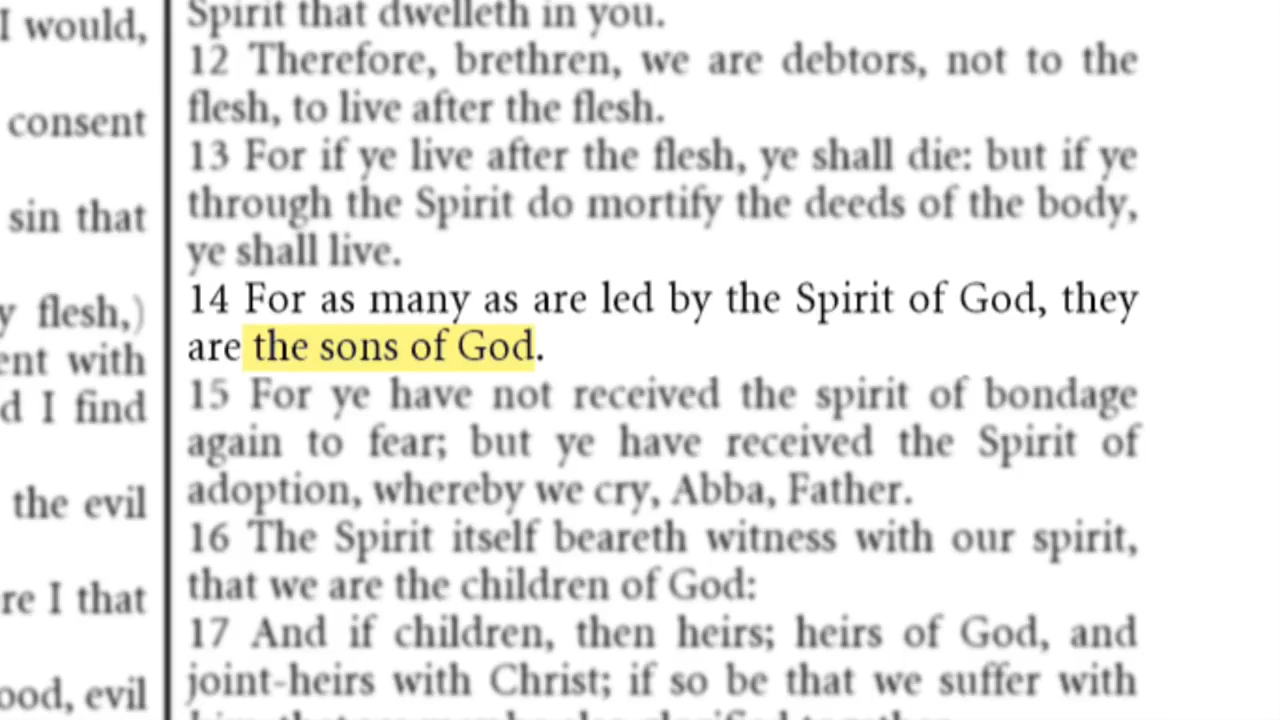 I would,
consent
sin that
y flesh,)
ent with
d I find
the evil
re I that
ood, evil
Spirit that dwelleth in you.
12 Therefore, brethren, we are debtors, not to the
flesh, to live after the flesh.
13 For if ye live after the flesh, ye shall die: but if ye
through the Spirit do mortify the deeds of the body,
ye shall live.
14 For as many as are led by the Spirit of God, they
are the sons of God.
15 For ye have not received the spirit of bondage
again to fear; but ye have received the Spirit of
adoption, whereby we cry, Abba, Father.
16 The Spirit itself beareth witness with our spirit,
that we are the children of God:
17 And if children, then heirs; heirs of God, and
joint-heirs with Christ; if so be that we suffer with